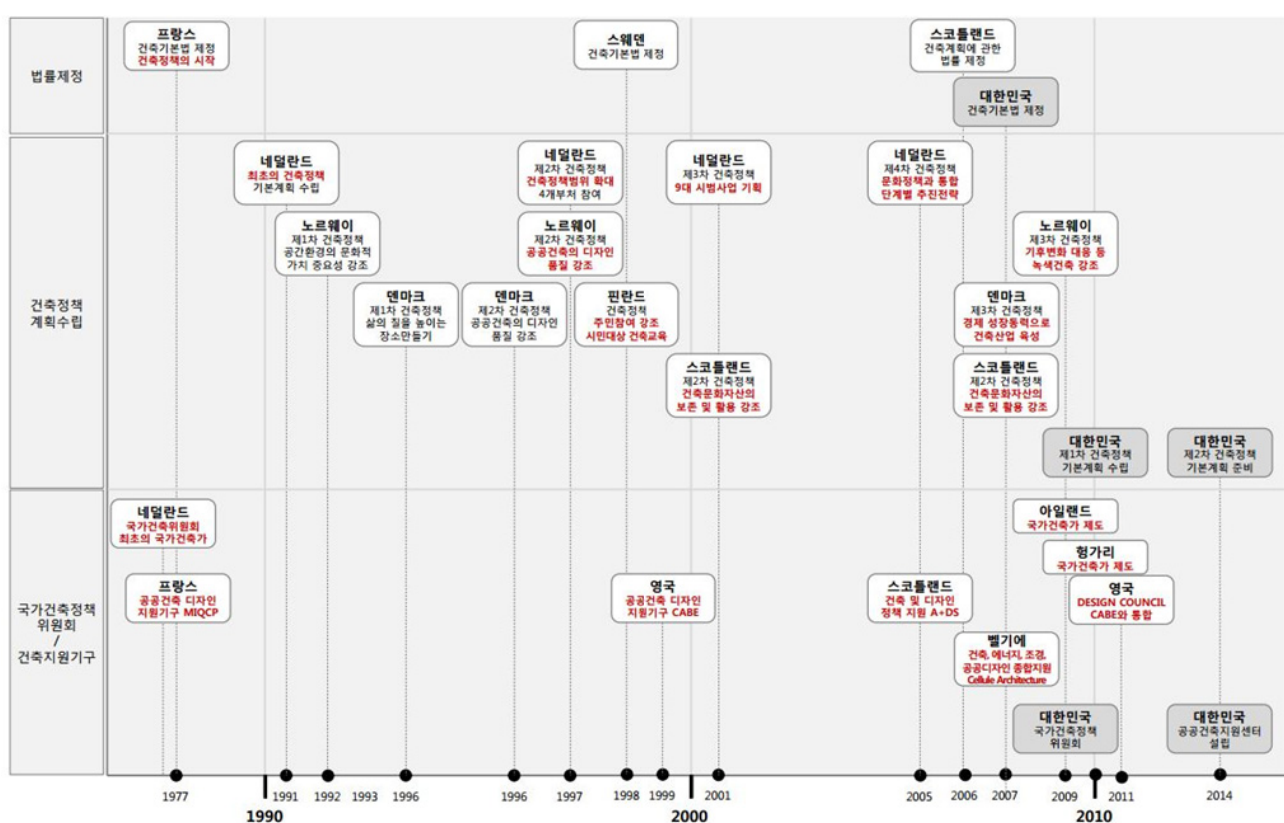 법률제정
프랑스
건축기본법 제정
건축정책의 시작
스웨덴
건축기본법 제정
스코틀랜드
건축계획에 관한
법률 제정
대한민국
건축기본법 제정
건축정책
계획수립
네덜란드
최초의 건축정책
기본계획 수립
네덜란드
제2차 건축정책
건축정책범위 확대
4개부처 참여
네덜란드
제3차 건축정책
9대 시범사업 기획
네덜란드
제4차 건축정책
문화정책과 통합
단계별 추진전략
노르웨이
제1차 건축정책
공간환경의 문화적
가치 중요성 강조
노르웨이
제2차 건축정책
공공건축의 디자인
품질 강조
노르웨이
제3차 건축정책
기후변화 대응 등
녹색건축 강조
덴마크
제1차 건축정책
삶의 질을 높이는
장소만들기
덴마크
제2차 건축정책
공공건축의 디자인
품질 강조
핀란드
건축정책
주민참여 강조
시민대상 건축교육
덴마크
제3차 건축정책
경제 성장동력으로
건축산업 육성
스코틀랜드
제2차 건축정책
건축문화자산의
보존 및 활용 강조
스코틀랜드
제2차 건축정책
건축문화자산의
보존 및 활용 강조
대한민국
제1차 건축정책
기본계획 수립
대한민국
제2차 건축정책
기본계획 준비
국가건축정책
위원회
/
건축지원기구
네덜란드
국가건축위원회
최초의 국가건축가
아일랜드
국가건축가 제도
헝가리
국가건축가 제도
프랑스
공공건축 디자인
지원기구 MIQCP
영국
공공건축 디자인
지원기구 CABE
스코틀랜드
건축 및 디자인
정책 지원 A+DS
영국
DESIGN COUNCIL
CABE와 통합
벨기에
건축, 에너지, 조경,
공공디자인 종합지원
Cellule Architecture
대한민국
국가건축정책
위원회
대한민국
공공건축지원센터
설립
1977
1991
1992
1993
1996
1996
1997
1998
1999
2001
2005
2006
2007
2009
2011
2014
1990
2000
2010